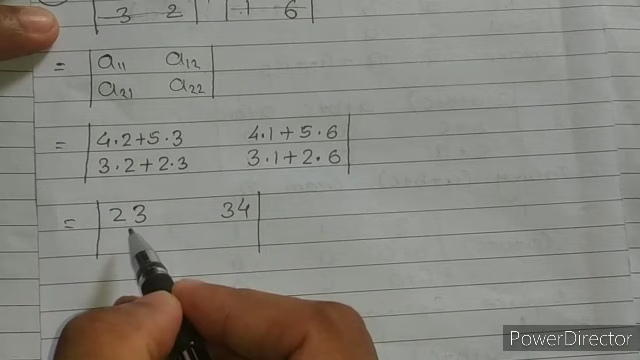 3 2 1 6
= | a₁₁ a₁₂ |
| a₂₁ a₂₂ |
= | 4.2+5.3 4.1+5.6 |
| 3.2+2.3 3.1+2.6 |
= | 23 34 |
PowerDirector